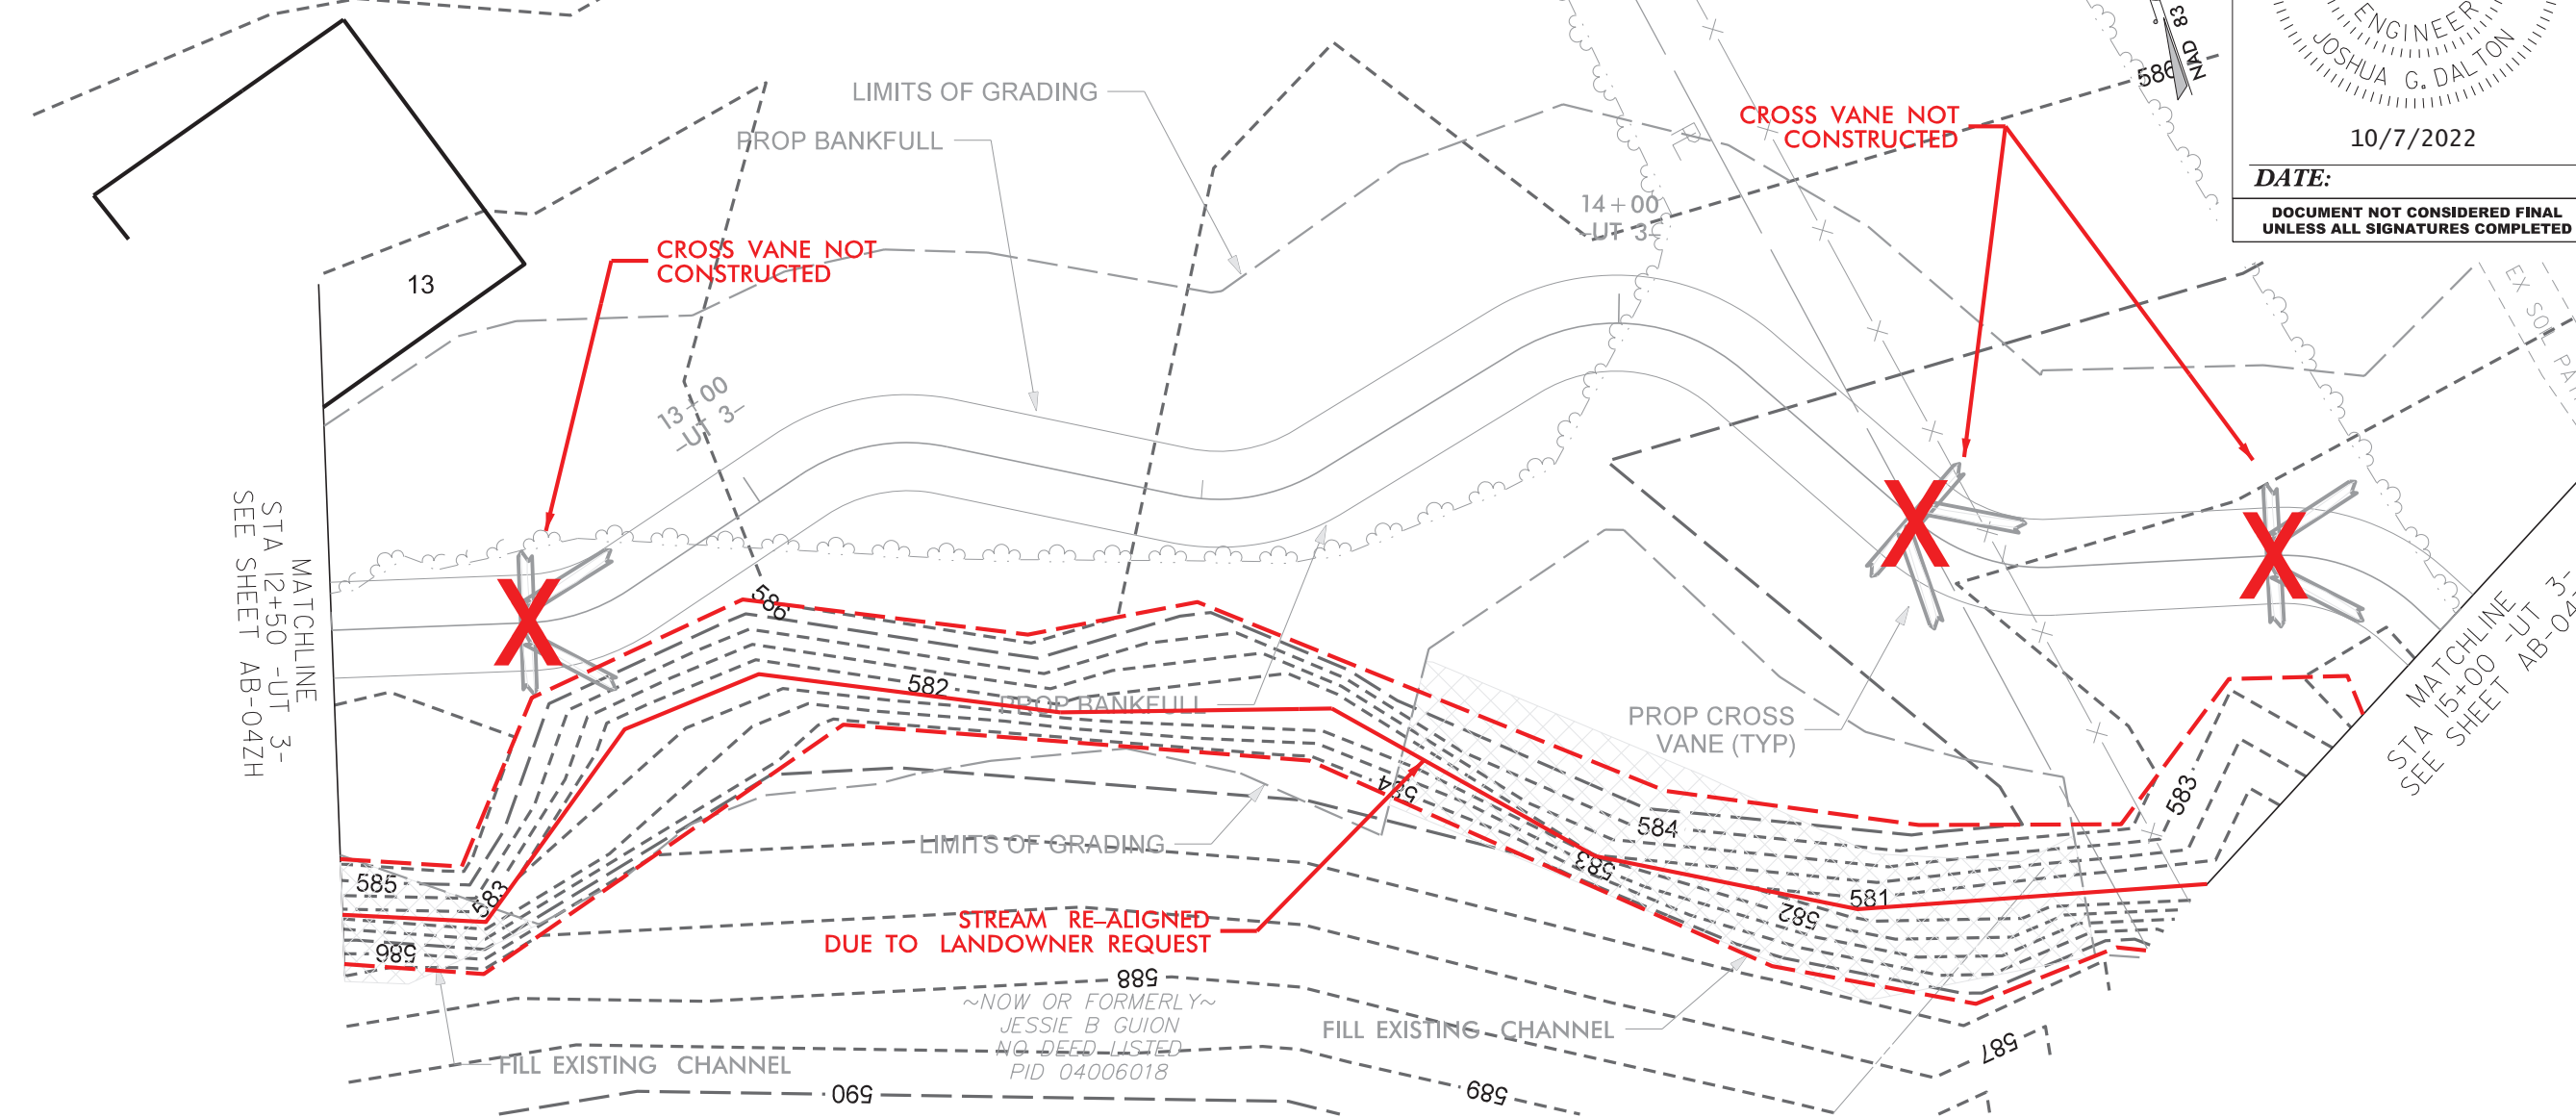 ENGINEER
JOSHUA G. DALTON
10/7/2022
DATE:
DOCUMENT NOT CONSIDERED FINAL
UNLESS ALL SIGNATURES COMPLETED
NAD 83
586
LIMITS OF GRADING
PROP BANKFULL
CROSS VANE NOT
CONSTRUCTED
14+00
-UT 3-
CROSS VANE NOT
CONSTRUCTED
13
13+00
-UT 3-
MATCHLINE
STA 12+50 -UT 3-
SEE SHEET AB-04ZH
586
582
PROP BANKFULL
PROP CROSS
VANE (TYP)
MATCHLINE
STA 15+00 -UT 3-
SEE SHEET AB-04
583
584
584
LIMITS OF GRADING
583
585
583
581
582
586
STREAM RE-ALIGNED
DUE TO LANDOWNER REQUEST
588
~NOW OR FORMERLY~
JESSIE B GUION
NO DEED LISTED
PID 04006018
FILL EXISTING CHANNEL
FILL EXISTING CHANNEL
587
589
590
EX SOIL PA